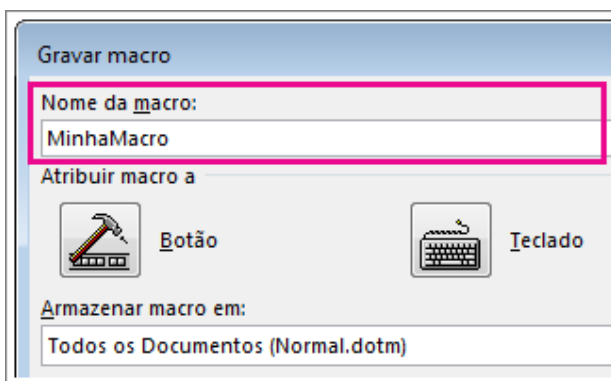 Gravar macro
Nome da macro:
MinhaMacro
Atribuir macro a
Botão
Teclado
Armazenar macro em:
Todos os Documentos (Normal.dotm)